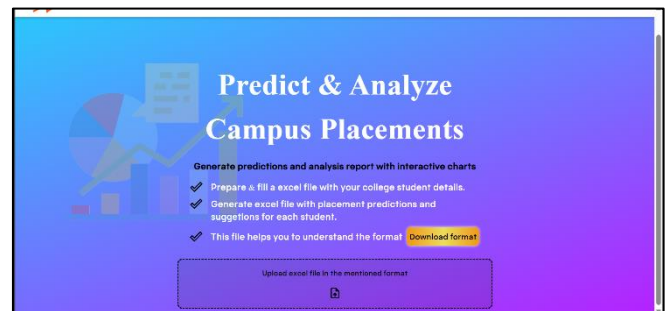 Predict & Analyze
Campus Placements
Generate predictions and analysis report with interactive charts
Prepare & fill a excel file with your college student details.
Generate excel file with placement predictions and
suggetions for each student.
This file helps you to understand the format Download format
Upload excel file in the mentioned format